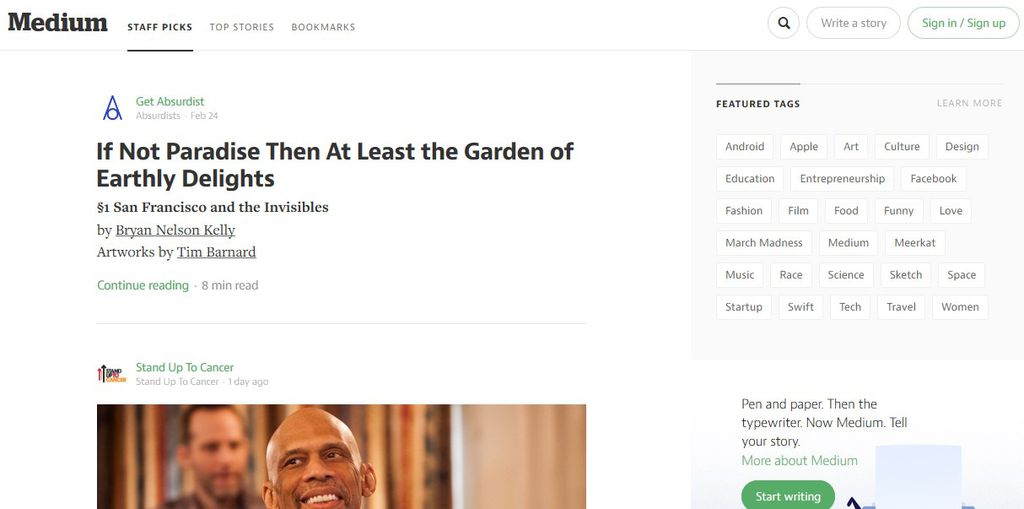 Medium
STAFF PICKS
TOP STORIES
BOOKMARKS
Write a story
Sign in / Sign up
Get Absurdist
Absurdists · Feb 24
If Not Paradise Then At Least the Garden of
Earthly Delights
§1 San Francisco and the Invisibles
by Bryan Nelson Kelly
Artworks by Tim Barnard
Continue reading · 8 min read
STAND
UP TO
CANCER
Stand Up To Cancer
Stand Up To Cancer · 1 day ago
FEATURED TAGS
LEARN MORE
Android Apple Art Culture Design
Education Entrepreneurship Facebook
Fashion Film Food Funny Love
March Madness Medium Meerkat
Music Race Science Sketch Space
Startup Swift Tech Travel Women
Pen and paper. Then the
typewriter. Now Medium. Tell
your story.
More about Medium
Start writing